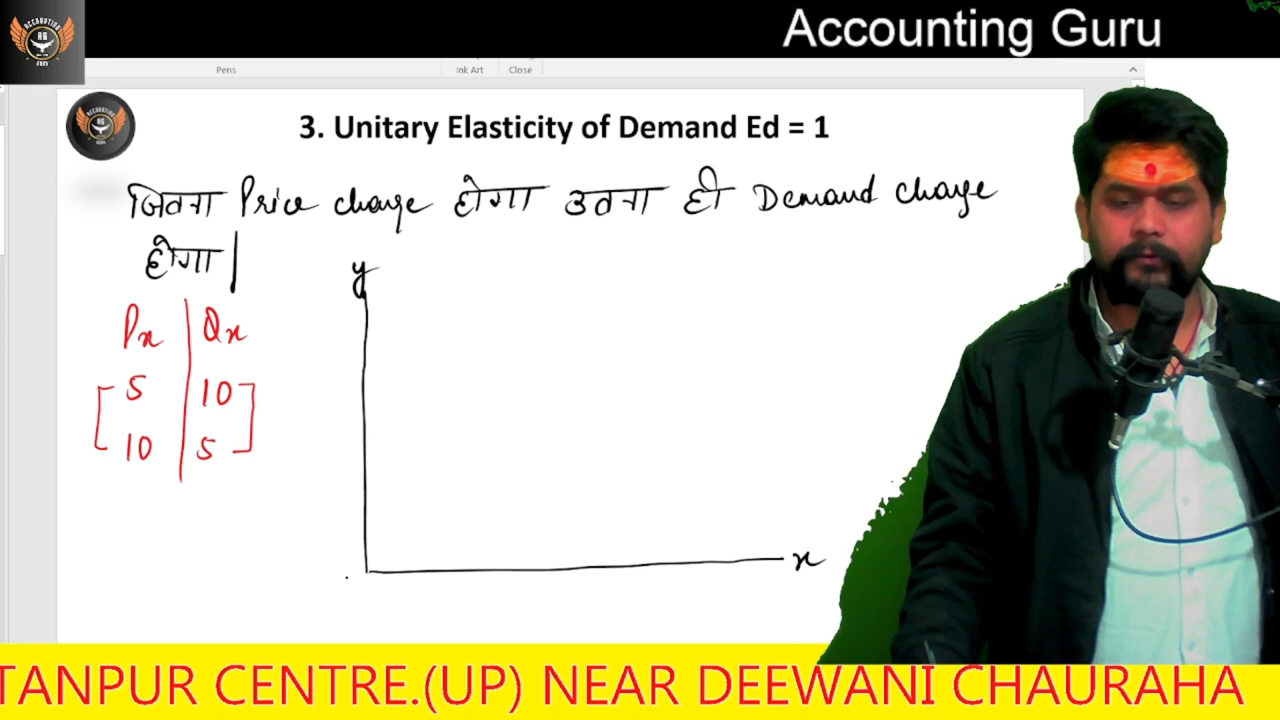 Accounting Guru
Pens
Ink Art
Close
3. Unitary Elasticity of Demand Ed = 1
जितना Price change होगा उतना ही Demand change
होगा|
y
Px Qx
5 10
10 5
x
TANPUR CENTRE.(UP) NEAR DEEWANI CHAURAHA